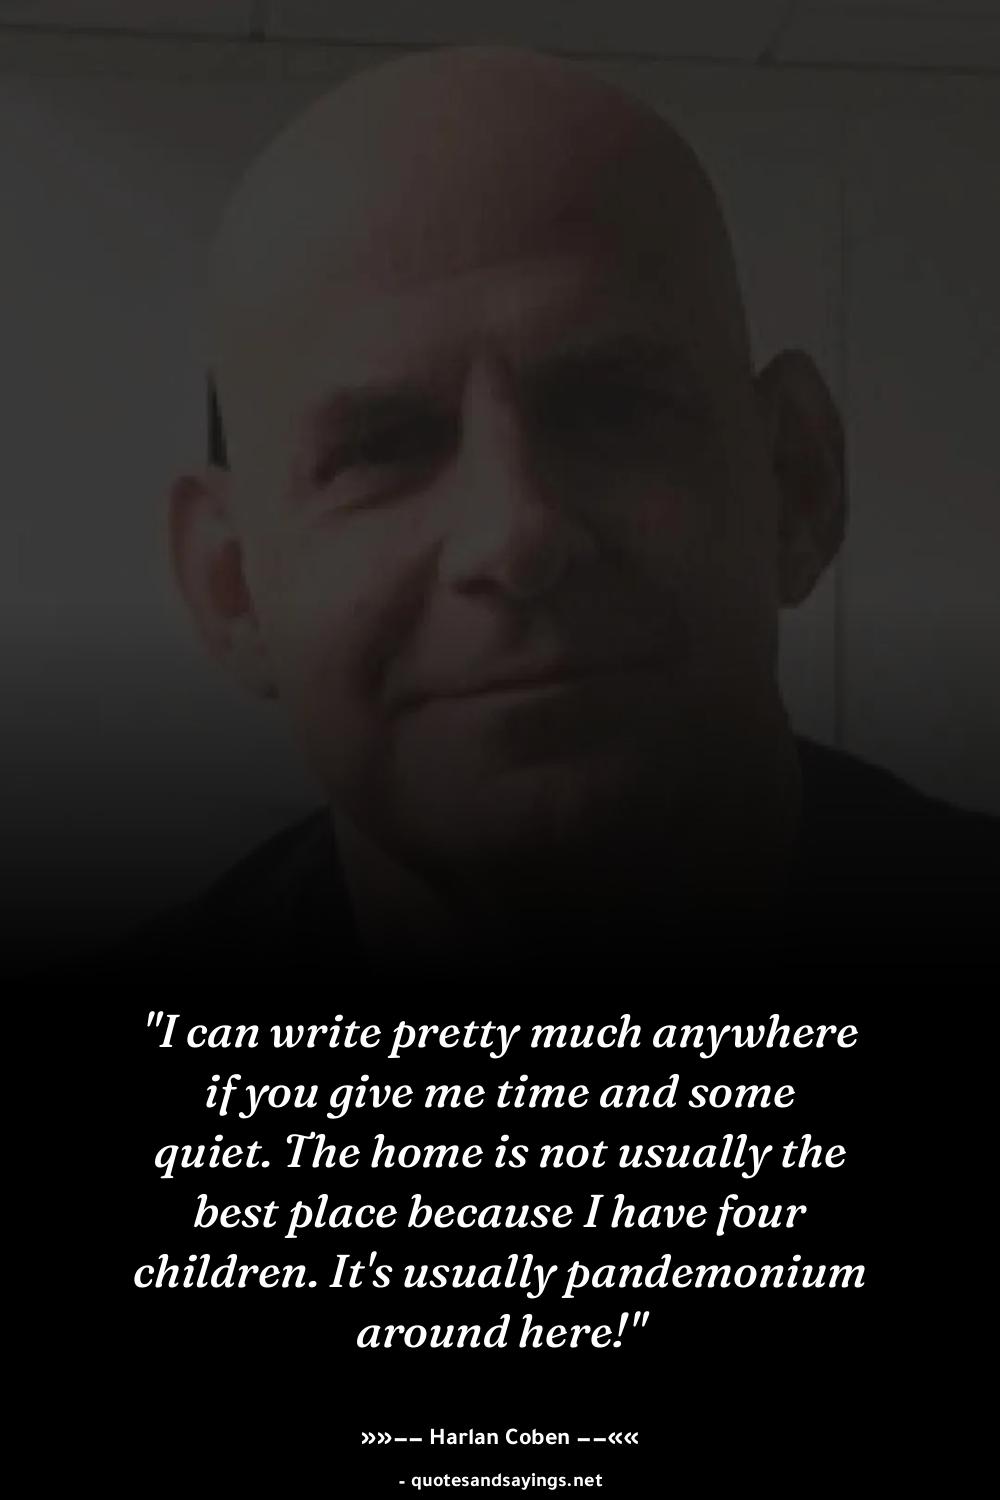 "I can write pretty much anywhere
if you give me time and some
quiet. The home is not usually the
best place because I have four
children. It's usually pandemonium
around here!"
»»–– Harlan Coben ––««
- quotesandsayings.net